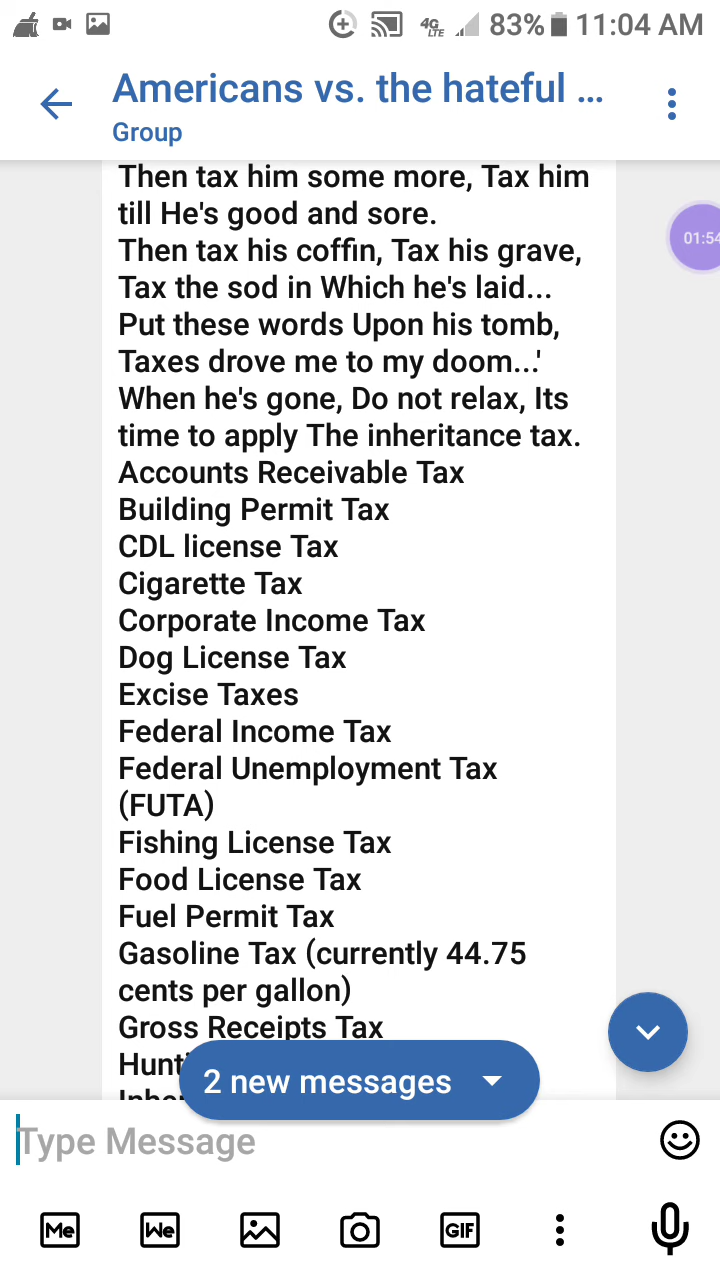 83% 11:04 AM
4G LTE
Americans vs. the hateful ...
Group
Then tax him some more, Tax him
till He's good and sore.
Then tax his coffin, Tax his grave,
Tax the sod in Which he's laid...
Put these words Upon his tomb,
Taxes drove me to my doom...'
When he's gone, Do not relax, Its
time to apply The inheritance tax.
Accounts Receivable Tax
Building Permit Tax
CDL license Tax
Cigarette Tax
Corporate Income Tax
Dog License Tax
Excise Taxes
Federal Income Tax
Federal Unemployment Tax
(FUTA)
Fishing License Tax
Food License Tax
Fuel Permit Tax
Gasoline Tax (currently 44.75
cents per gallon)
Gross Receipts Tax
01:54
2 new messages
Type Message
Me
We
GIF